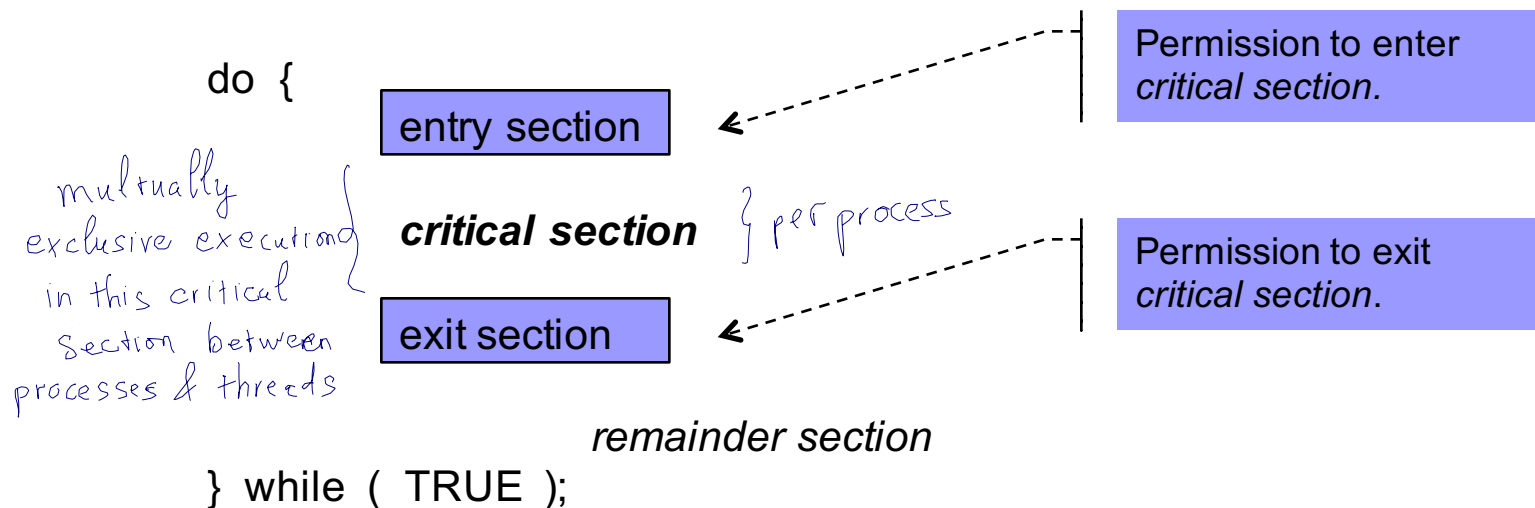 do {
Permission to enter
critical section.
entry section
multually
exclusive execution
in this critical
section between
processes & threads
critical section
} per process
Permission to exit
critical section.
exit section
remainder section
} while ( TRUE );